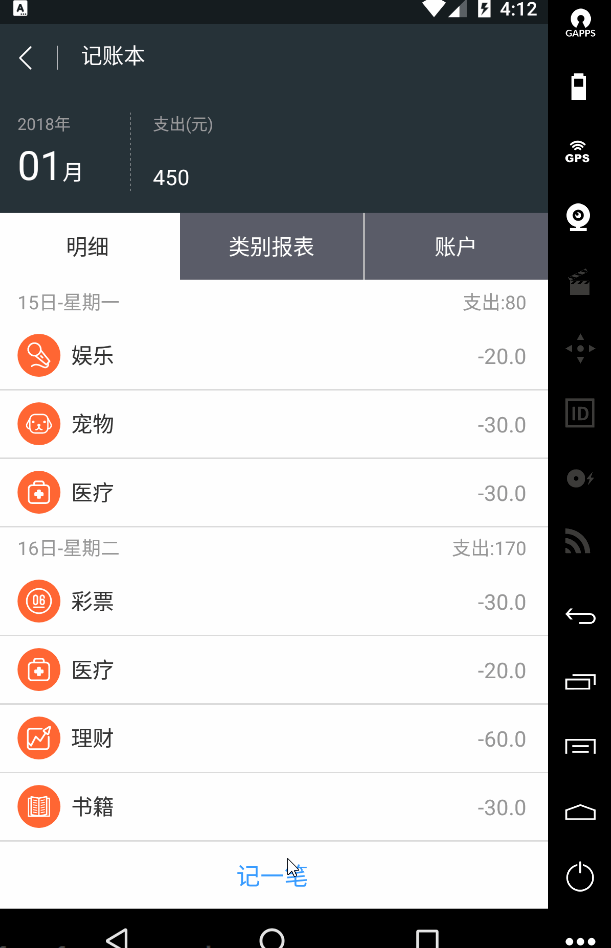 A
4:12
GAPPS
记账本
2018年
支出(元)
01月
450
GPS
明细
类别报表
账户
15日-星期一
支出:80
娱乐
-20.0
宠物
-30.0
ID
医疗
-30.0
16日-星期二
支出:170
彩票
-30.0
06
医疗
-20.0
理财
-60.0
书籍
-30.0
记一笔